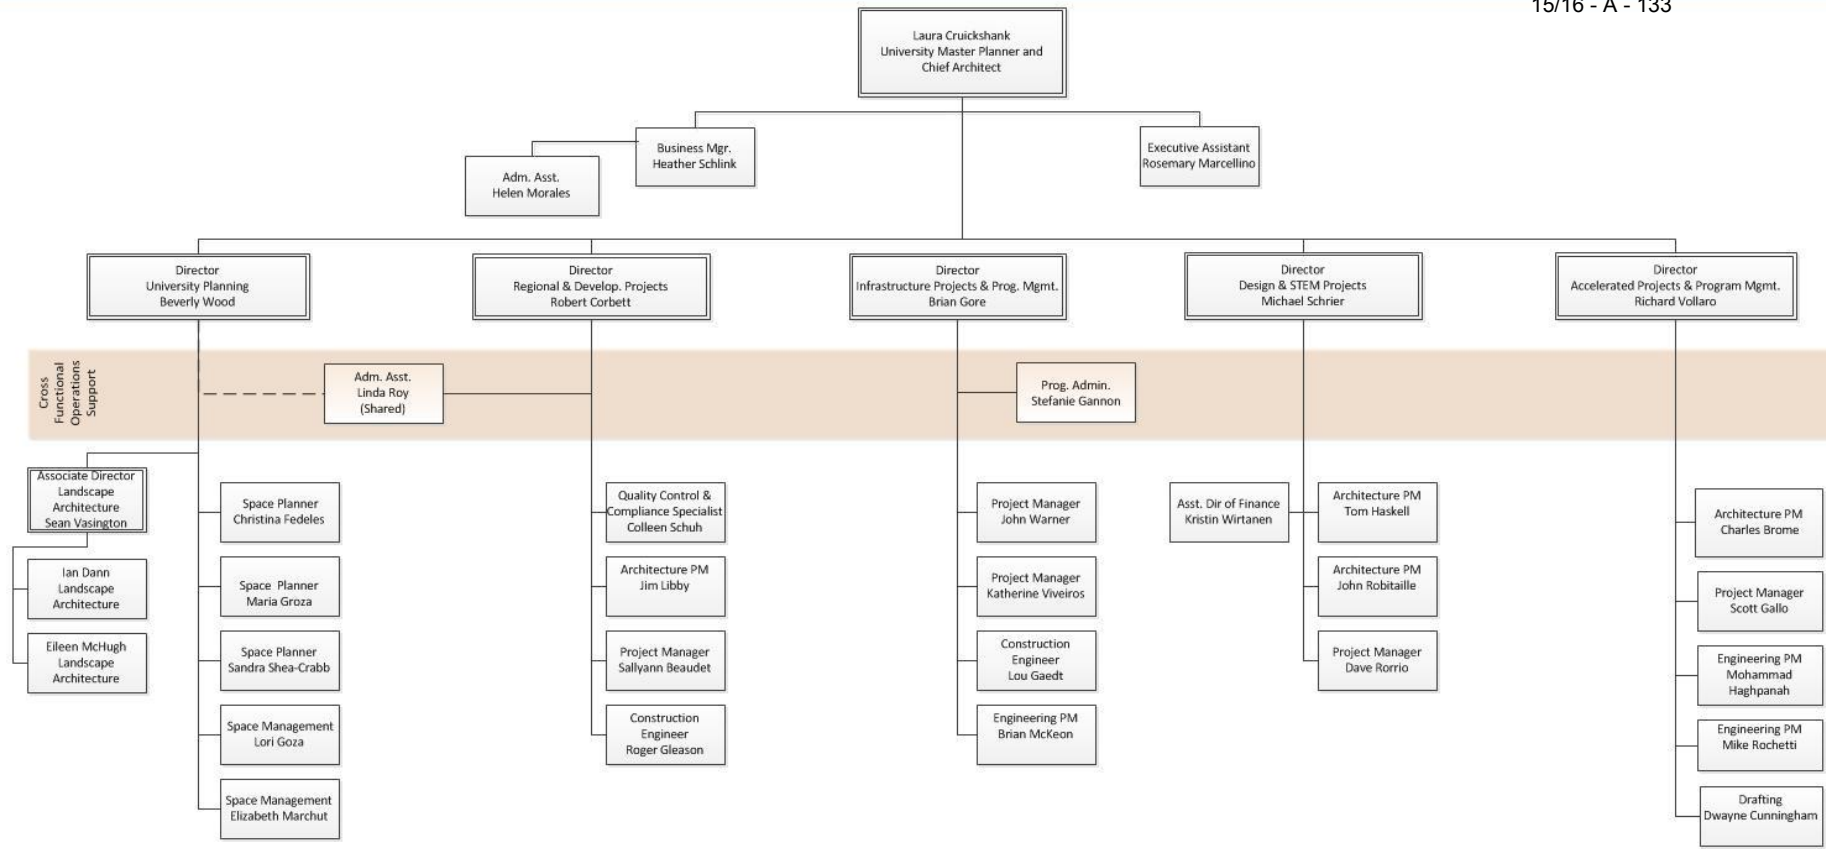 15/16 - A - 133
Laura Cruickshank
University Master Planner and
Chief Architect
Business Mgr.
Heather Schlink
Executive Assistant
Rosemary Marcellino
Adm. Asst.
Helen Morales
Director
University Planning
Beverly Wood
Director
Regional & Develop. Projects
Robert Corbett
Director
Infrastructure Projects & Prog. Mgmt.
Brian Gore
Director
Design & STEM Projects
Michael Schrier
Director
Accelerated Projects & Program Mgmt.
Richard Vollaro
Cross
Functional
Operations
Support
Adm. Asst.
Linda Roy
(Shared)
Prog. Admin.
Stefanie Gannon
Associate Director
Landscape
Architecture
Sean Vasington
Ian Dann
Landscape
Architecture
Eileen McHugh
Landscape
Architecture
Space Planner
Christina Fedeles
Space Planner
Maria Groza
Space Planner
Sandra Shea-Crabb
Space Management
Lori Goza
Space Management
Elizabeth Marchut
Quality Control &
Compliance Specialist
Colleen Schuh
Architecture PM
Jim Libby
Project Manager
Sallyann Beaudet
Construction
Engineer
Roger Gleason
Project Manager
John Warner
Project Manager
Katherine Viveiros
Construction
Engineer
Lou Gaedt
Engineering PM
Brian McKeon
Asst. Dir of Finance
Kristin Wirtanen
Architecture PM
Tom Haskell
Architecture PM
John Robitaille
Project Manager
Dave Rorrio
Architecture PM
Charles Brome
Project Manager
Scott Gallo
Engineering PM
Mohammad
Haghpanah
Engineering PM
Mike Rochetti
Drafting
Dwayne Cunningham